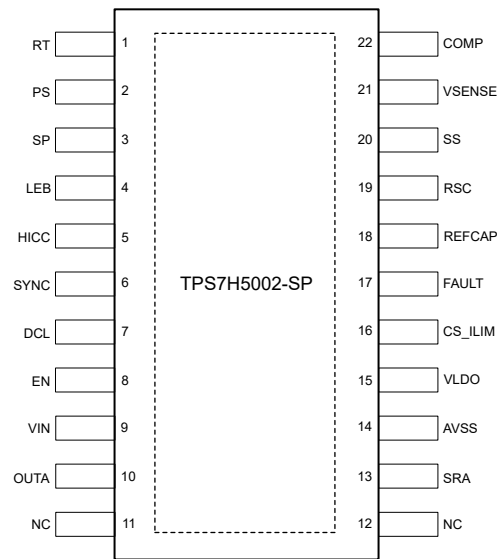 RT 1 22 COMP
PS 2 21 VSENSE
SP 3 20 SS
LEB 4 19 RSC
HICC 5 18 REFCAP
SYNC 6 TPS7H5002-SP 17 FAULT
DCL 7 16 CS_ILIM
EN 8 15 VLDO
VIN 9 14 AVSS
OUTA 10 13 SRA
NC 11 12 NC